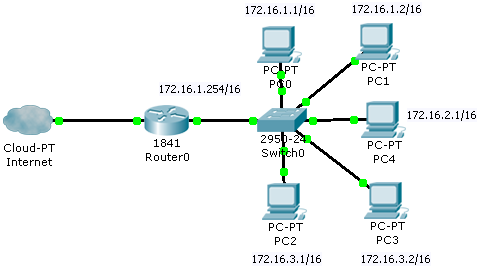 172.16.1.1/16
172.16.1.2/16
PC-PT
PC0
PC-PT
PC1
172.16.1.254/16
172.16.2.1/16
Cloud-PT
Internet
1841
Router0
2950-24
Switch0
PC-PT
PC4
PC-PT
PC2
PC-PT
PC3
172.16.3.1/16
172.16.3.2/16